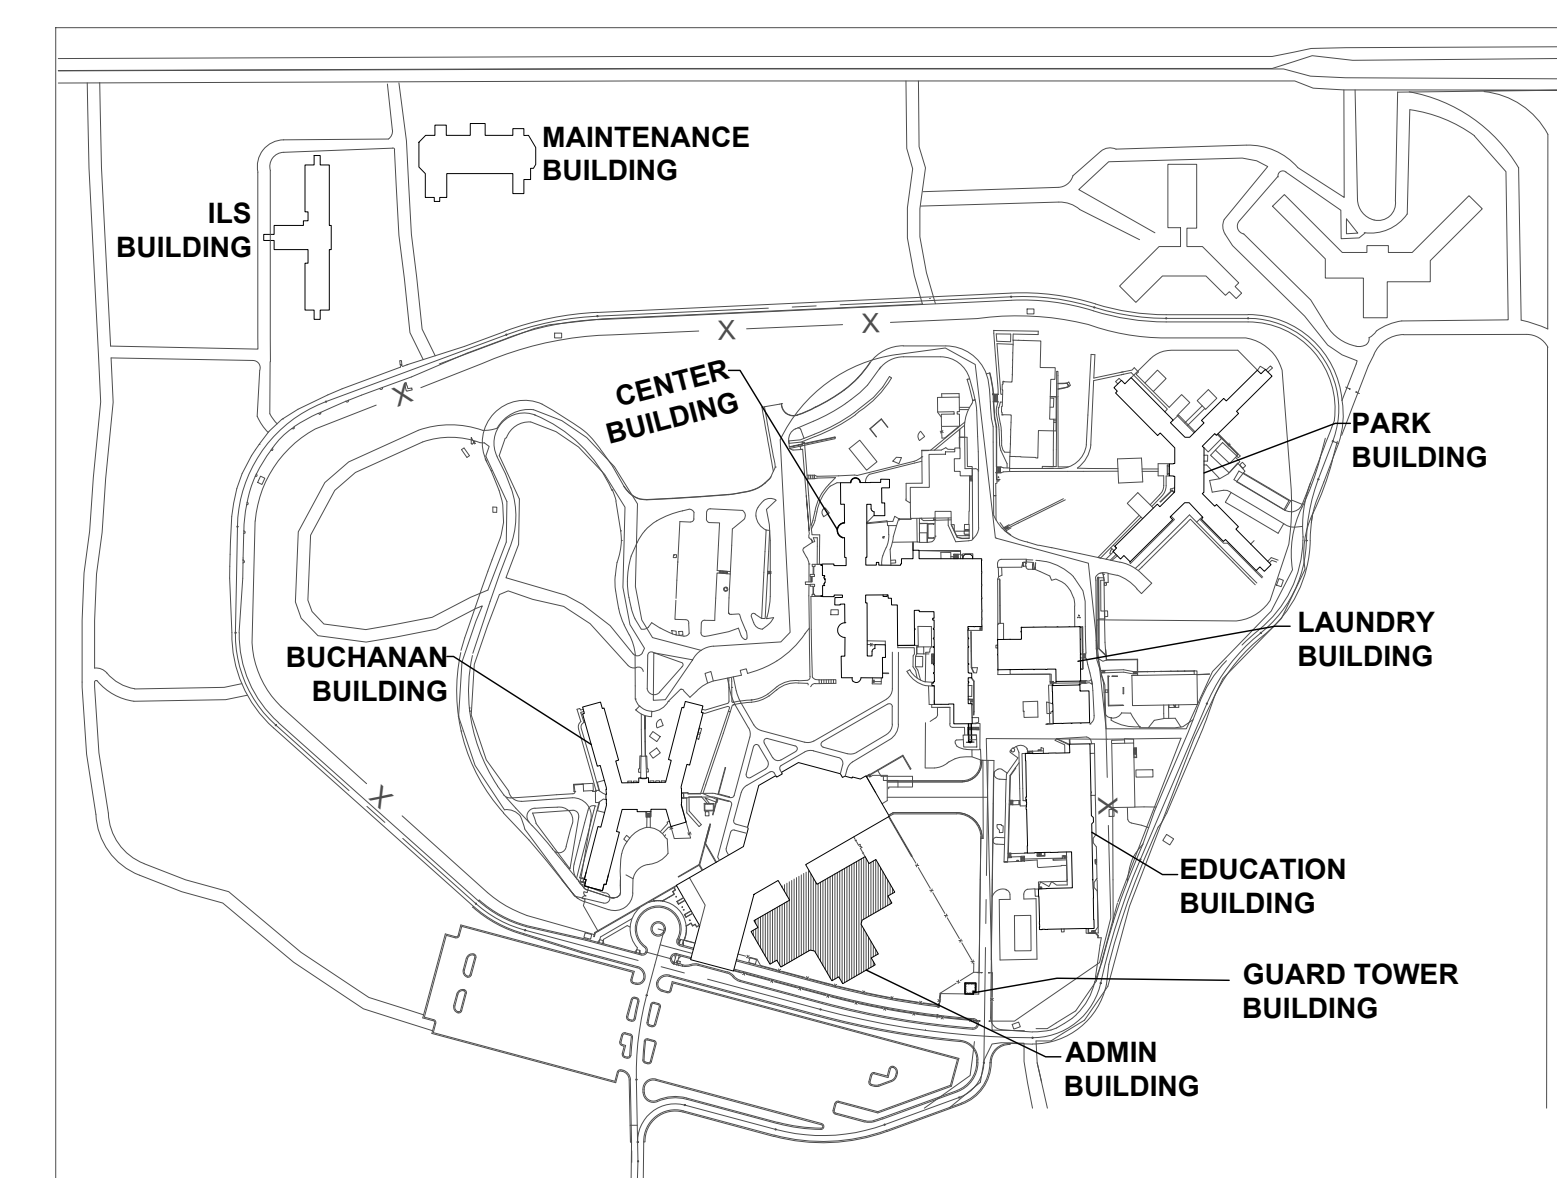 MAINTENANCE
BUILDING
ILS
BUILDING
CENTER
BUILDING
PARK
BUILDING
LAUNDRY
BUILDING
BUCHANAN
BUILDING
EDUCATION
BUILDING
GUARD TOWER
BUILDING
ADMIN
BUILDING
X
X
X
X
X